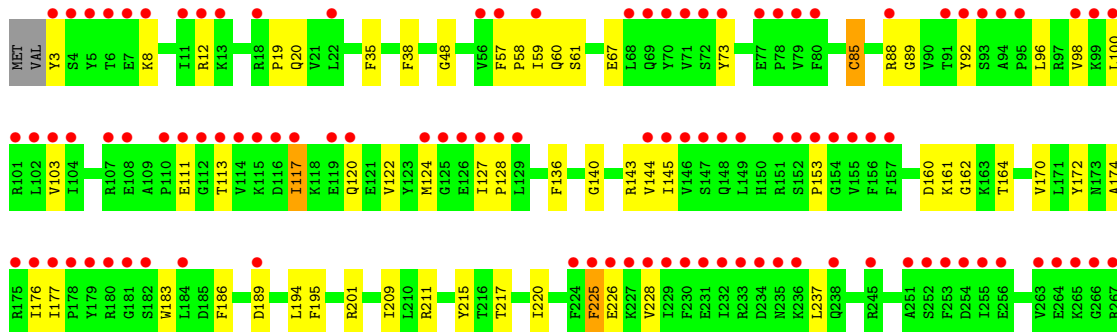 MET VAL Y3 S4 Y5 T6 E7 K8 I11 R12 K13 R18 P19 Q20 V21 L22 F35 F38 G48 V56 F57 P58 I59 Q60 S61 E67 L68 Q69 Y70 V71 S72 Y73 E77 P78 V79 F80 C85 R88 G89 V90 T91 Y92 S93 A94 P95 L96 R97 V98 K99 L100
R101 L102 V103 I104 R107 E108 A109 P110 E111 G112 T113 V114 K115 D116 I117 K118 E119 Q120 E121 V122 Y123 M124 G125 E126 I127 P128 L129 F136 G140 R143 V144 I145 V146 S147 Q148 L149 H150 R151 S152 P153 G154 V155 F156 F157 D160 K161 G162 K163 T164 V170 L171 Y172 N173 A174
R175 I176 I177 P178 Y179 R180 G181 S182 W183 L184 D185 F186 D189 L194 F195 R201 I209 L210 R211 Y215 T216 T217 I220 F224 F225 E226 K227 V228 I229 F230 E231 I232 R233 D234 N235 K236 L237 Q238 R245 A251 S252 F253 D254 I255 E256 V263 E264 K265 G266 R267